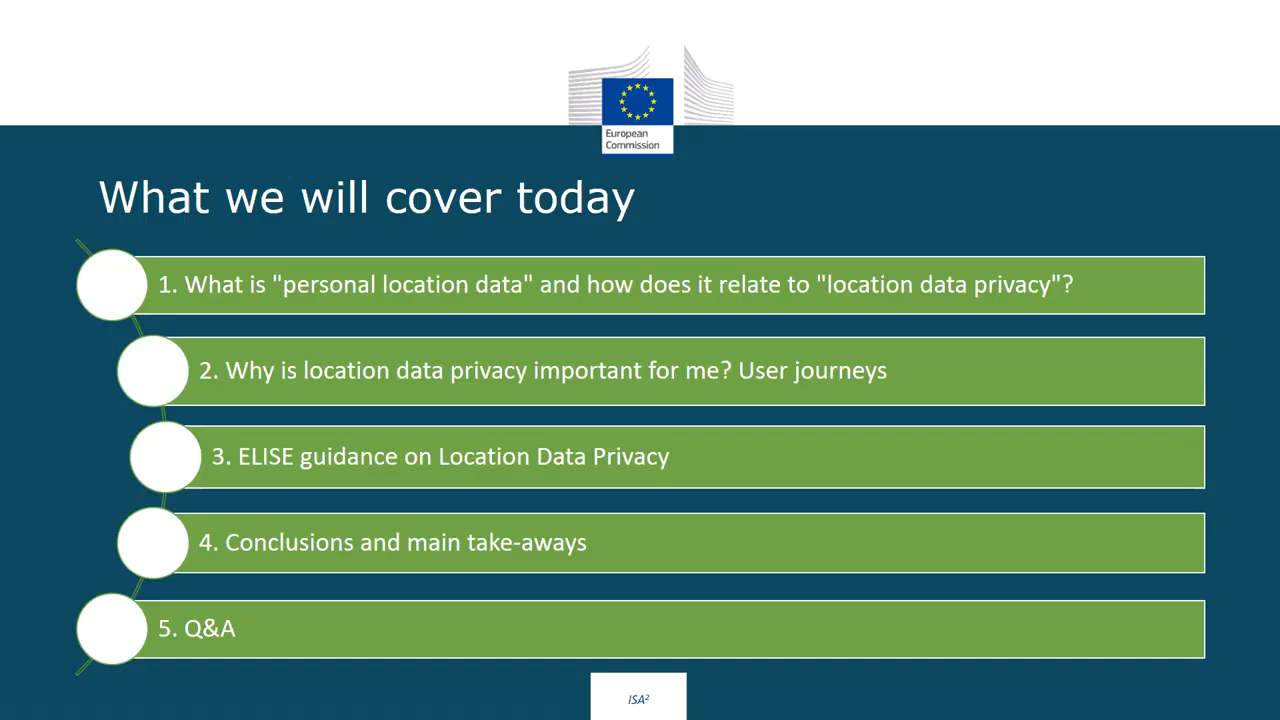 European
Commission
What we will cover today
1. What is "personal location data" and how does it relate to "location data privacy"?
2. Why is location data privacy important for me? User journeys
3. ELISE guidance on Location Data Privacy
4. Conclusions and main take-aways
5. Q&A
ISA²